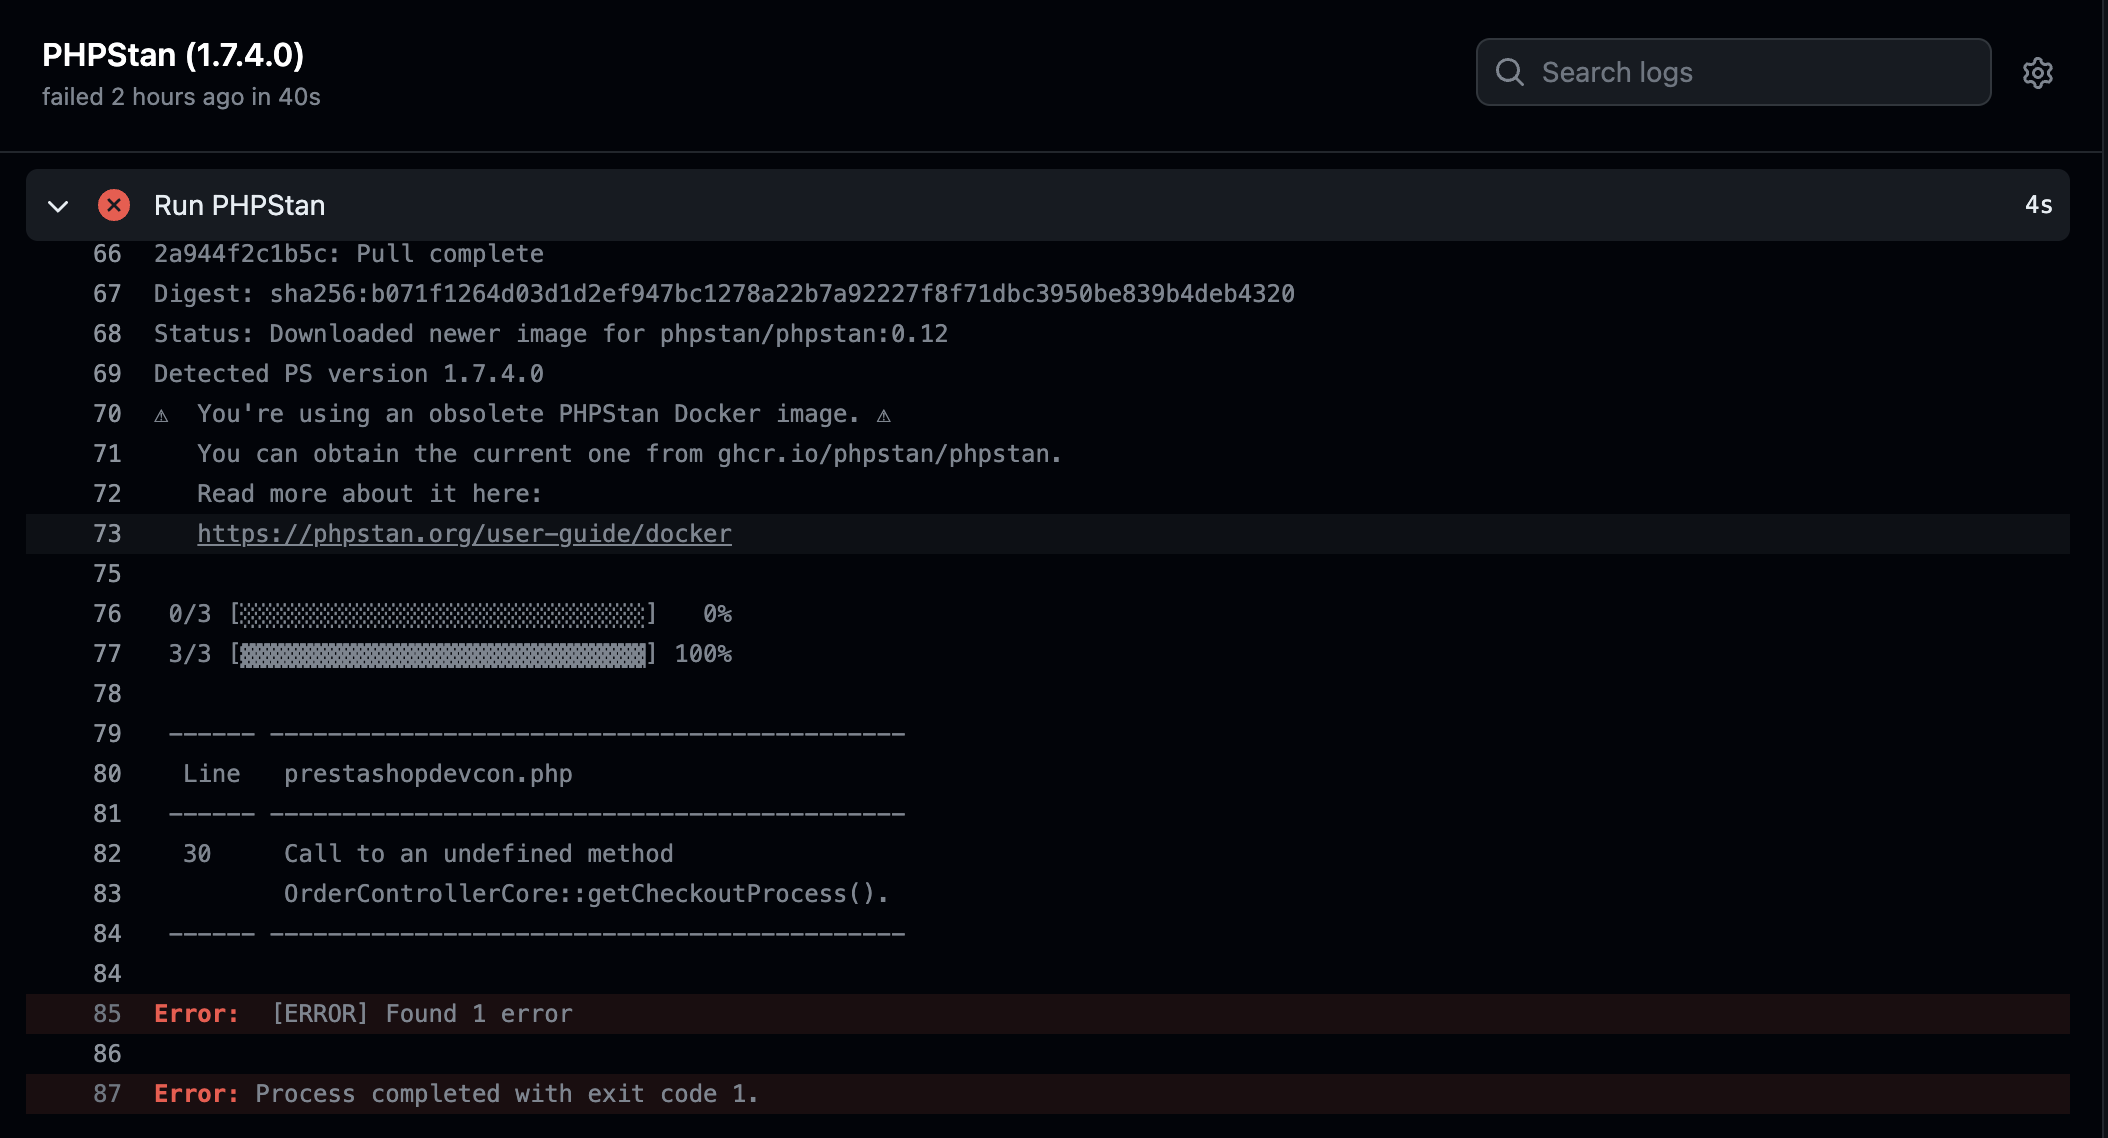 PHPStan (1.7.4.0)
failed 2 hours ago in 40s
Search logs
Run PHPStan 4s
66 2a944f2c1b5c: Pull complete
67 Digest: sha256:b071f1264d03d1d2ef947bc1278a22b7a92227f8f71dbc3950be839b4deb4320
68 Status: Downloaded newer image for phpstan/phpstan:0.12
69 Detected PS version 1.7.4.0
70 ⚠ You're using an obsolete PHPStan Docker image. ⚠
71 You can obtain the current one from ghcr.io/phpstan/phpstan.
72 Read more about it here:
73 https://phpstan.org/user-guide/docker
75
76 0/3 [░░░░░░░░░░░░░░░░░░░░░░░░░░░░] 0%
77 3/3 [▓▓▓▓▓▓▓▓▓▓▓▓▓▓▓▓▓▓▓▓▓▓▓▓▓▓▓▓] 100%
78
79 ------ --------------------------------------------
80 Line prestashopdevcon.php
81 ------ --------------------------------------------
82 30 Call to an undefined method
83 OrderControllerCore::getCheckoutProcess().
84 ------ --------------------------------------------
84
85 Error: [ERROR] Found 1 error
86
87 Error: Process completed with exit code 1.